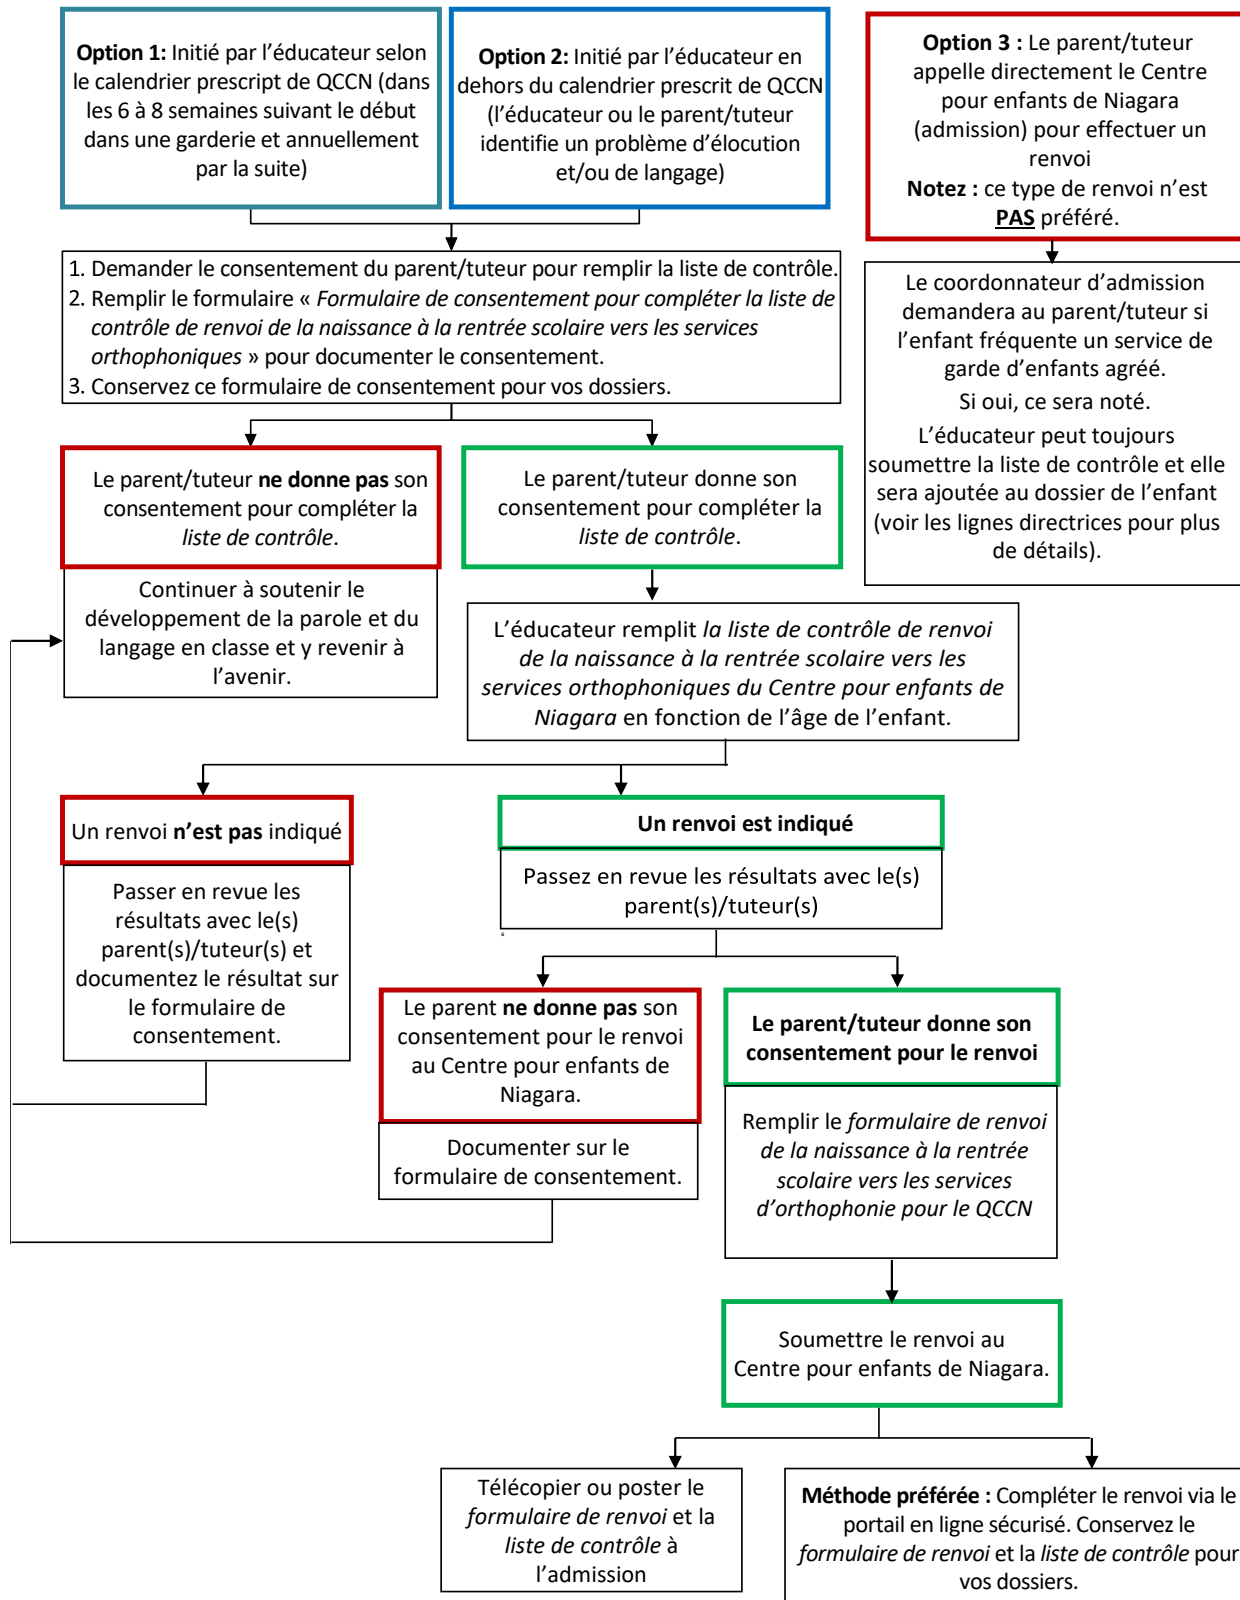 Option 1: Initié par l’éducateur selon
le calendrier prescript de QCCN (dans
les 6 à 8 semaines suivant le début
dans une garderie et annuellement
par la suite)
Option 2: Initié par l’éducateur en
dehors du calendrier prescrit de QCCN
(l’éducateur ou le parent/tuteur
identifie un problème d’élocution
et/ou de langage)
Option 3 : Le parent/tuteur
appelle directement le Centre
pour enfants de Niagara
(admission) pour effectuer un
renvoi
Notez : ce type de renvoi n’est
PAS préféré.
1. Demander le consentement du parent/tuteur pour remplir la liste de contrôle.
2. Remplir le formulaire « Formulaire de consentement pour compléter la liste de
contrôle de renvoi de la naissance à la rentrée scolaire vers les services
orthophoniques » pour documenter le consentement.
3. Conservez ce formulaire de consentement pour vos dossiers.
Le coordonnateur d’admission
demandera au parent/tuteur si
l’enfant fréquente un service de
garde d’enfants agréé.
Si oui, ce sera noté.
L’éducateur peut toujours
soumettre la liste de contrôle et elle
sera ajoutée au dossier de l’enfant
(voir les lignes directrices pour plus
de détails).
Le parent/tuteur ne donne pas son
consentement pour compléter la
liste de contrôle.
Continuer à soutenir le
développement de la parole et du
langage en classe et y revenir à
l’avenir.
Le parent/tuteur donne son
consentement pour compléter la
liste de contrôle.
L’éducateur remplit la liste de contrôle de renvoi
de la naissance à la rentrée scolaire vers les
services orthophoniques du Centre pour enfants de
Niagara en fonction de l’âge de l’enfant.
Un renvoi n’est pas indiqué
Passer en revue les
résultats avec le(s)
parent(s)/tuteur(s) et
documentez le résultat sur
le formulaire de
consentement.
Un renvoi est indiqué
Passez en revue les résultats avec le(s)
parent(s)/tuteur(s)
Le parent ne donne pas son
consentement pour le renvoi
au Centre pour enfants de
Niagara.
Documenter sur le
formulaire de consentement.
Le parent/tuteur donne son
consentement pour le renvoi
Remplir le formulaire de renvoi
de la naissance à la rentrée
scolaire vers les services
d’orthophonie pour le QCCN
Soumettre le renvoi au
Centre pour enfants de Niagara.
Télécopier ou poster le
formulaire de renvoi et la
liste de contrôle à
l’admission
Méthode préférée : Compléter le renvoi via le
portail en ligne sécurisé. Conservez le
formulaire de renvoi et la liste de contrôle pour
vos dossiers.